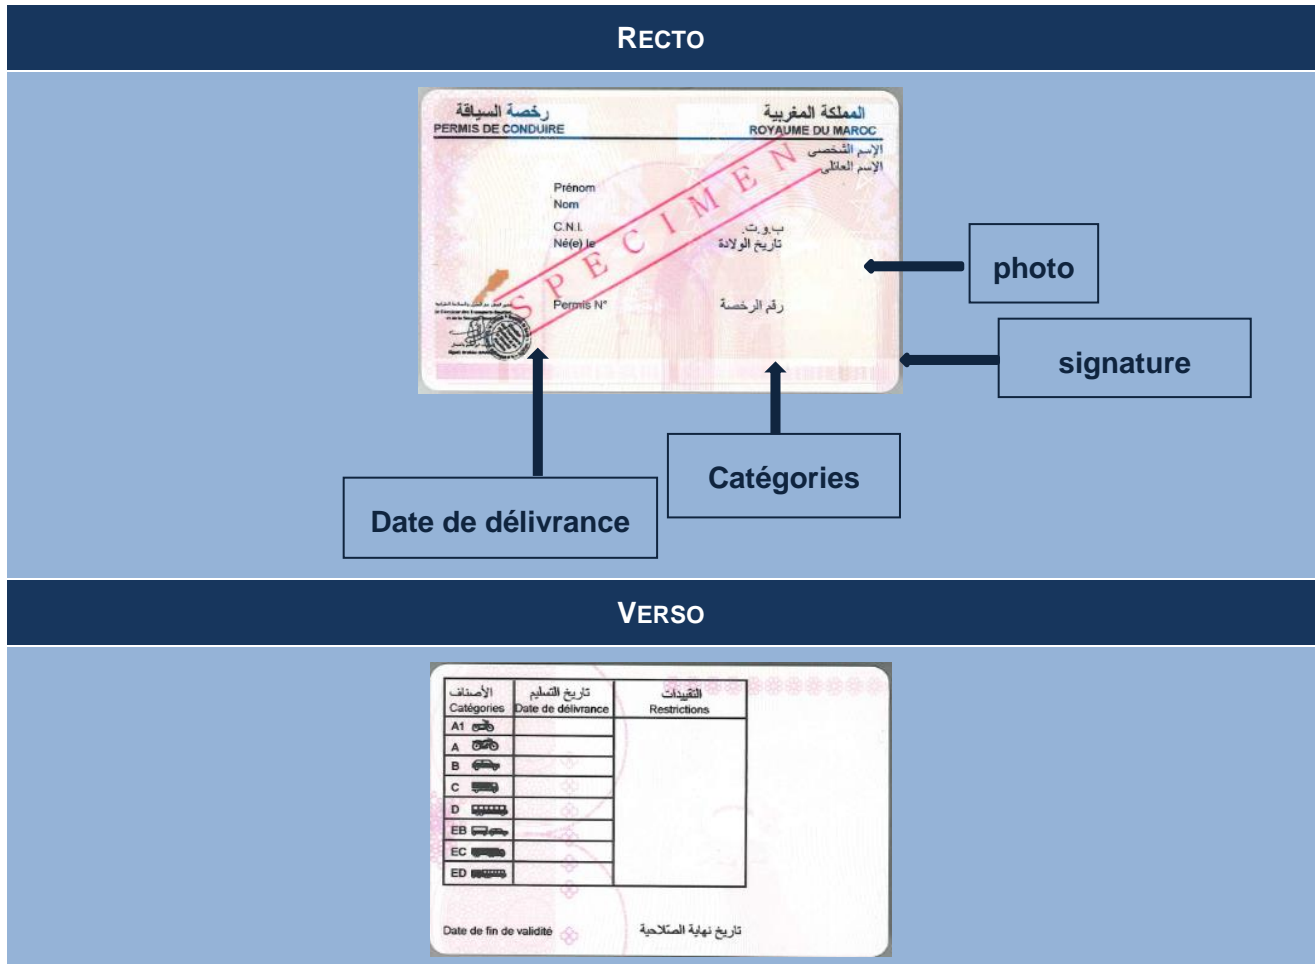 RECTO
رخصة السياقة
PERMIS DE CONDUIRE
المملكة المغربية
ROYAUME DU MAROC
الإسم الشخصي
الإسم العائلي
SPECIMEN
Prénom
Nom
C.N.I. ب.و.ت.
Né(e) le تاريخ الولادة
Permis N° رقم الرخصة
photo
signature
Catégories
Date de délivrance
VERSO
الأصناف تاريخ التسليم التقييدات
Catégories Date de délivrance Restrictions
A1
A
B
C
D
EB
EC
ED
Date de fin de validité تاريخ نهاية الصلاحية